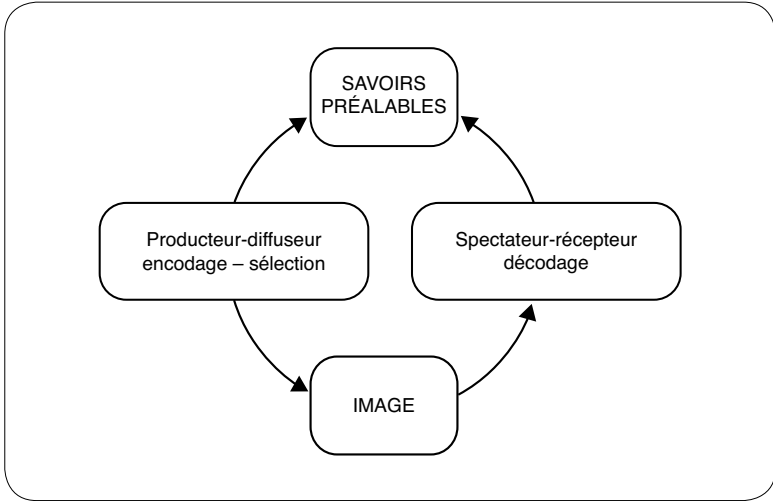 SAVOIRS
PRÉALABLES
Producteur-diffuseur
encodage – sélection
Spectateur-récepteur
décodage
IMAGE